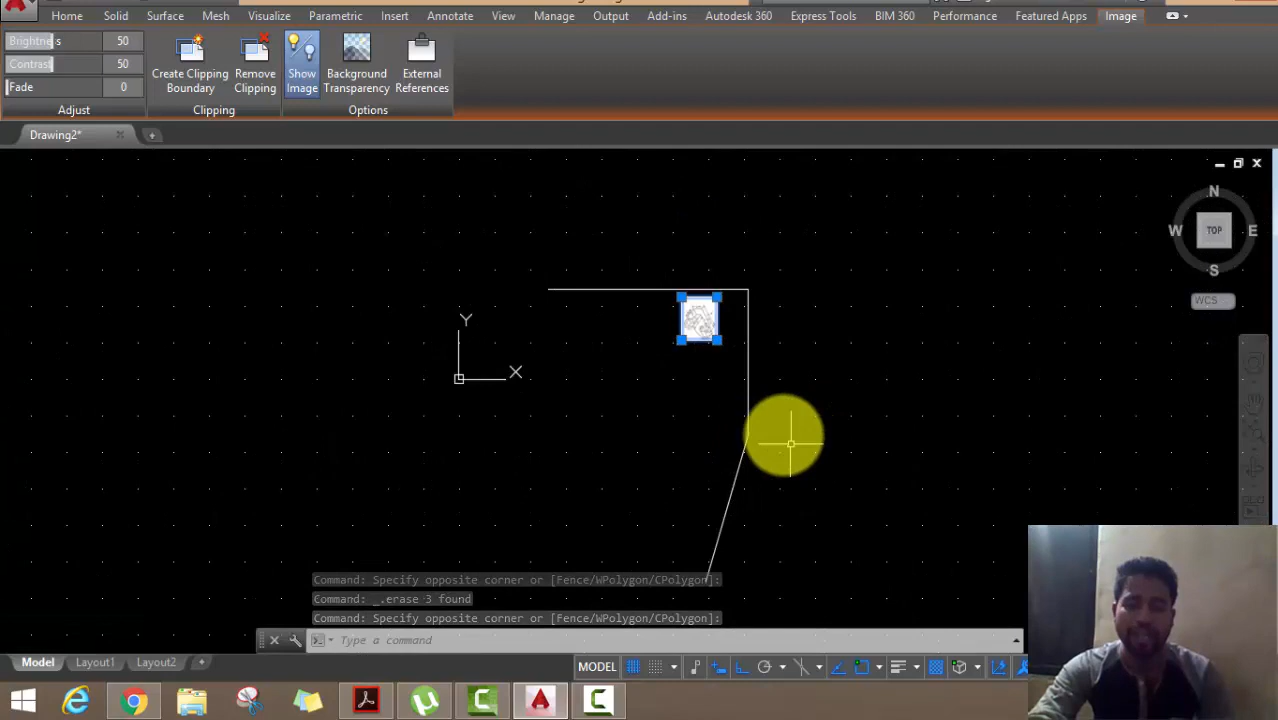 Home Solid Surface Mesh Visualize Parametric Insert Annotate View Manage Output Add-ins Autodesk 360 Express Tools BIM 360 Performance Featured Apps Image
Brightness 50
Contrast 50
Fade 0
Create Clipping Boundary
Remove Clipping
Show Image
Background Transparency
External References
Adjust Clipping Options
Drawing2*
N
W TOP E
S
WCS
Y
X
Command: Specify opposite corner or [Fence/WPolygon/CPolygon]:
Command: _.erase 3 found
Command: Specify opposite corner or [Fence/WPolygon/CPolygon]:
Type a command
Model Layout1 Layout2 MODEL